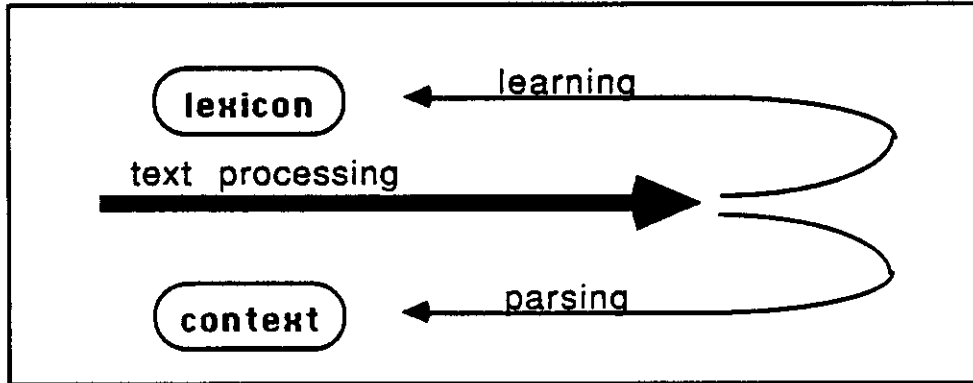 learning
lexicon
text processing
parsing
context